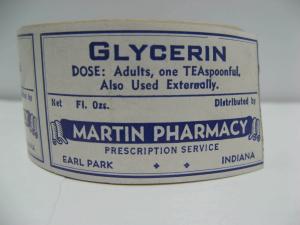 GLYCERIN
DOSE: Adults, one TEAspoonful,
Also Used Externally.
Net Fl. Ozs. Distributed by
MARTIN PHARMACY
PRESCRIPTION SERVICE
EARL PARK INDIANA